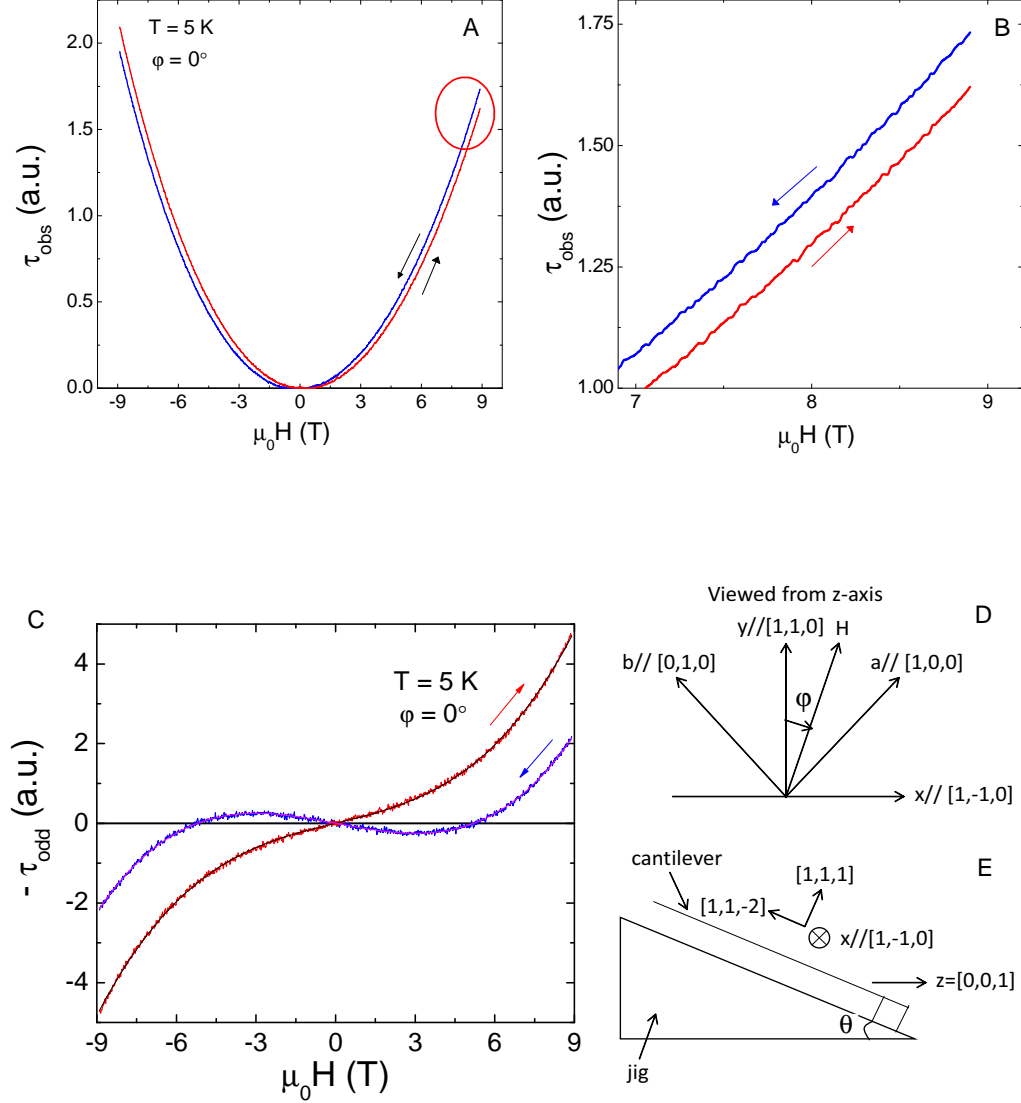 A
T = 5 K
φ = 0°
2.0
1.5
1.0
0.5
0.0
-9 -6 -3 0 3 6 9
τobs (a.u.)
μ0H (T)
B
1.75
1.50
1.25
1.00
7 8 9
τobs (a.u.)
μ0H (T)
C
T = 5 K
φ = 0°
4
2
0
-2
-4
-9 -6 -3 0 3 6 9
- τodd (a.u.)
μ0H (T)
D
Viewed from z-axis
y//[1,1,0] H
b// [0,1,0] a// [1,0,0]
φ
x// [1,-1,0]
E
cantilever
[1,1,1]
[1,1,-2]
x//[1,-1,0]
z=[0,0,1]
θ
jig